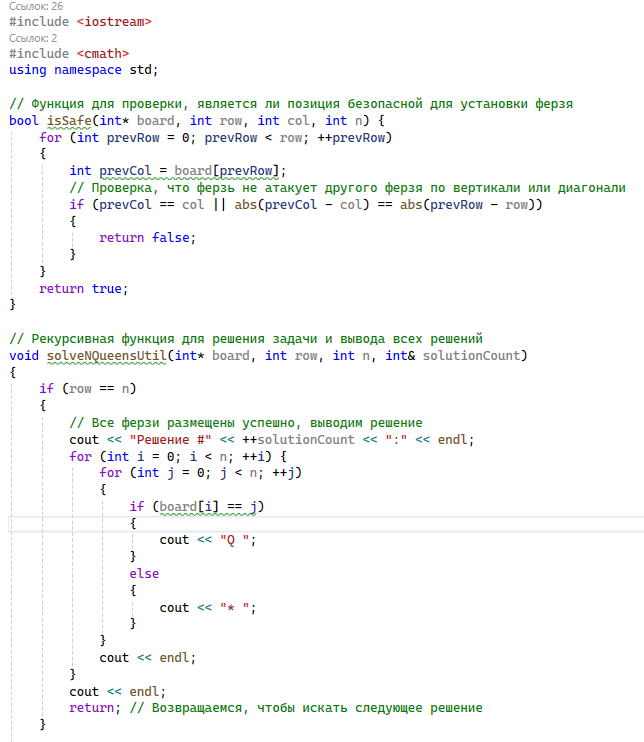 Ссылок: 26
#include <iostream>
Ссылок: 2
#include <cmath>
using namespace std;

// Функция для проверки, является ли позиция безопасной для установки ферзя
bool isSafe(int* board, int row, int col, int n) {
    for (int prevRow = 0; prevRow < row; ++prevRow)
    {
        int prevCol = board[prevRow];
        // Проверка, что ферзь не атакует другого ферзя по вертикали или диагонали
        if (prevCol == col || abs(prevCol - col) == abs(prevRow - row))
        {
            return false;
        }
    }
    return true;
}

// Рекурсивная функция для решения задачи и вывода всех решений
void solveNQueensUtil(int* board, int row, int n, int& solutionCount)
{
    if (row == n)
    {
        // Все ферзи размещены успешно, выводим решение
        cout << "Решение #" << ++solutionCount << ":" << endl;
        for (int i = 0; i < n; ++i) {
            for (int j = 0; j < n; ++j)
            {
                if (board[i] == j)
                {
                    cout << "Q ";
                }
                else
                {
                    cout << "* ";
                }
            }
            cout << endl;
        }
        cout << endl;
        return; // Возвращаемся, чтобы искать следующее решение
    }